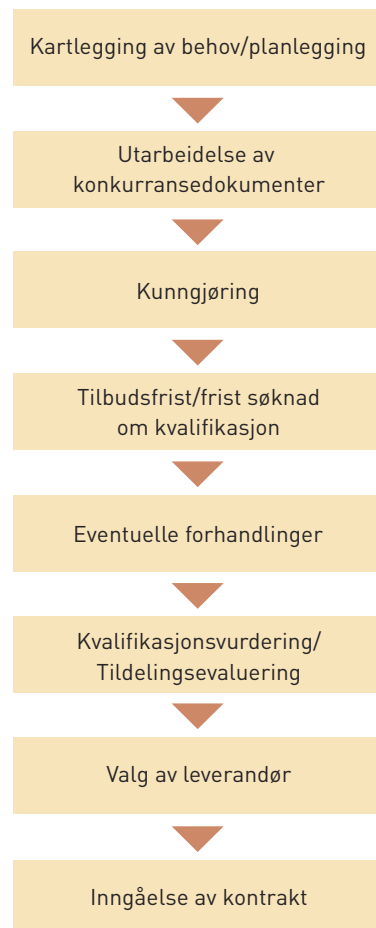 Kartlegging av behov/planlegging
Utarbeidelse av
konkurransedokumenter
Kunngjøring
Tilbudsfrist/frist søknad
om kvalifikasjon
Eventuelle forhandlinger
Kvalifikasjonsvurdering/
Tildelingsevaluering
Valg av leverandør
Inngåelse av kontrakt